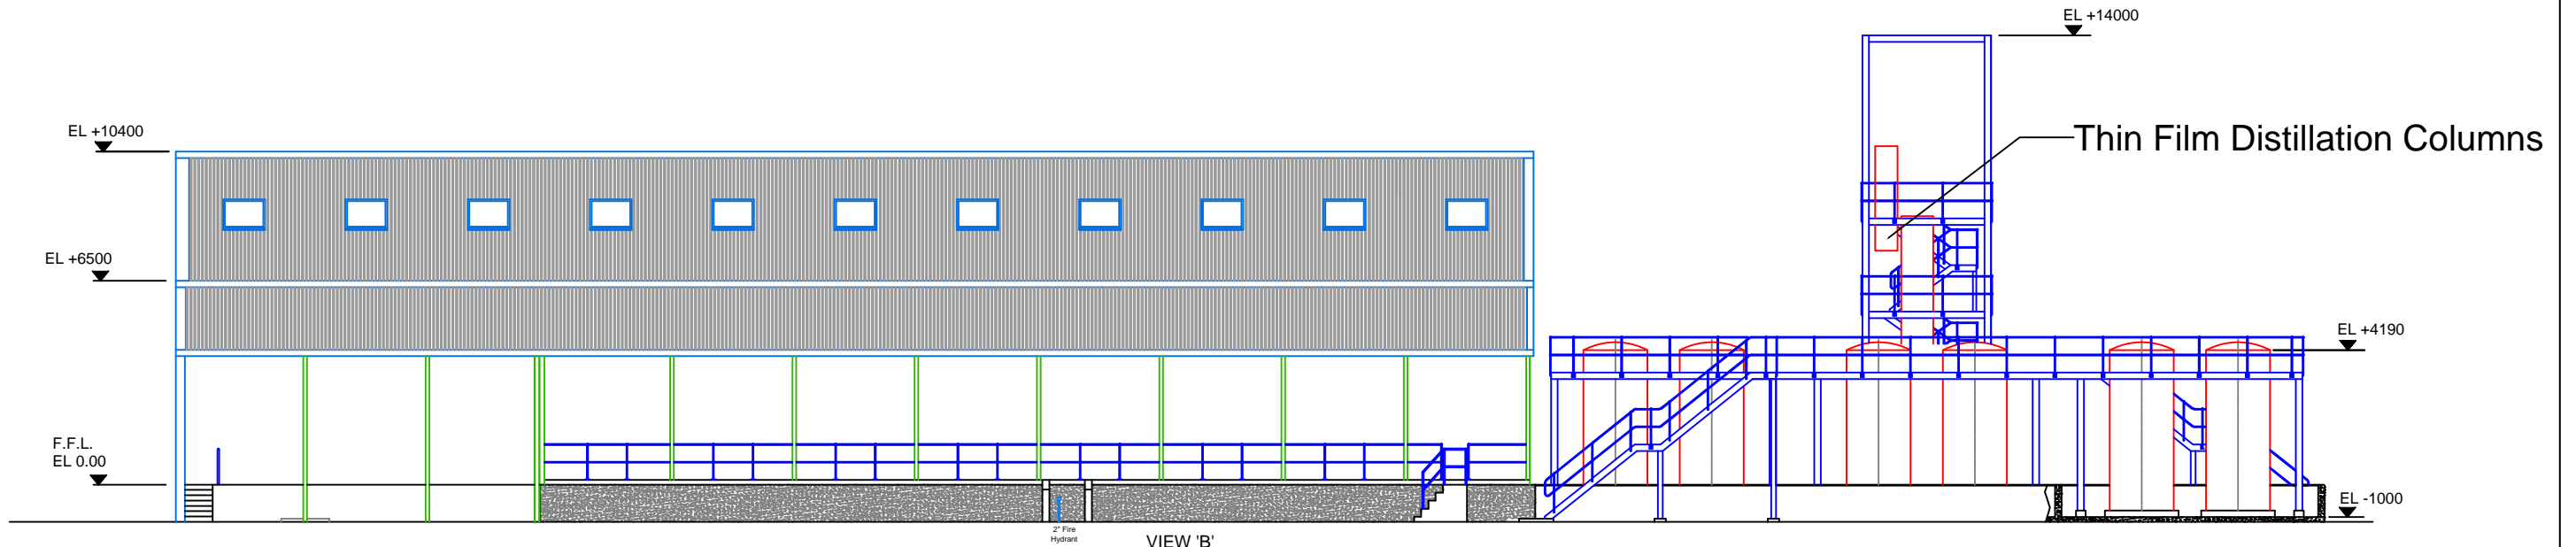 EL +14000
EL +10400
Thin Film Distillation Columns
EL +6500
EL +4190
F.F.L.
EL 0.00
EL -1000
2" Fire
Hydrant
VIEW 'B'